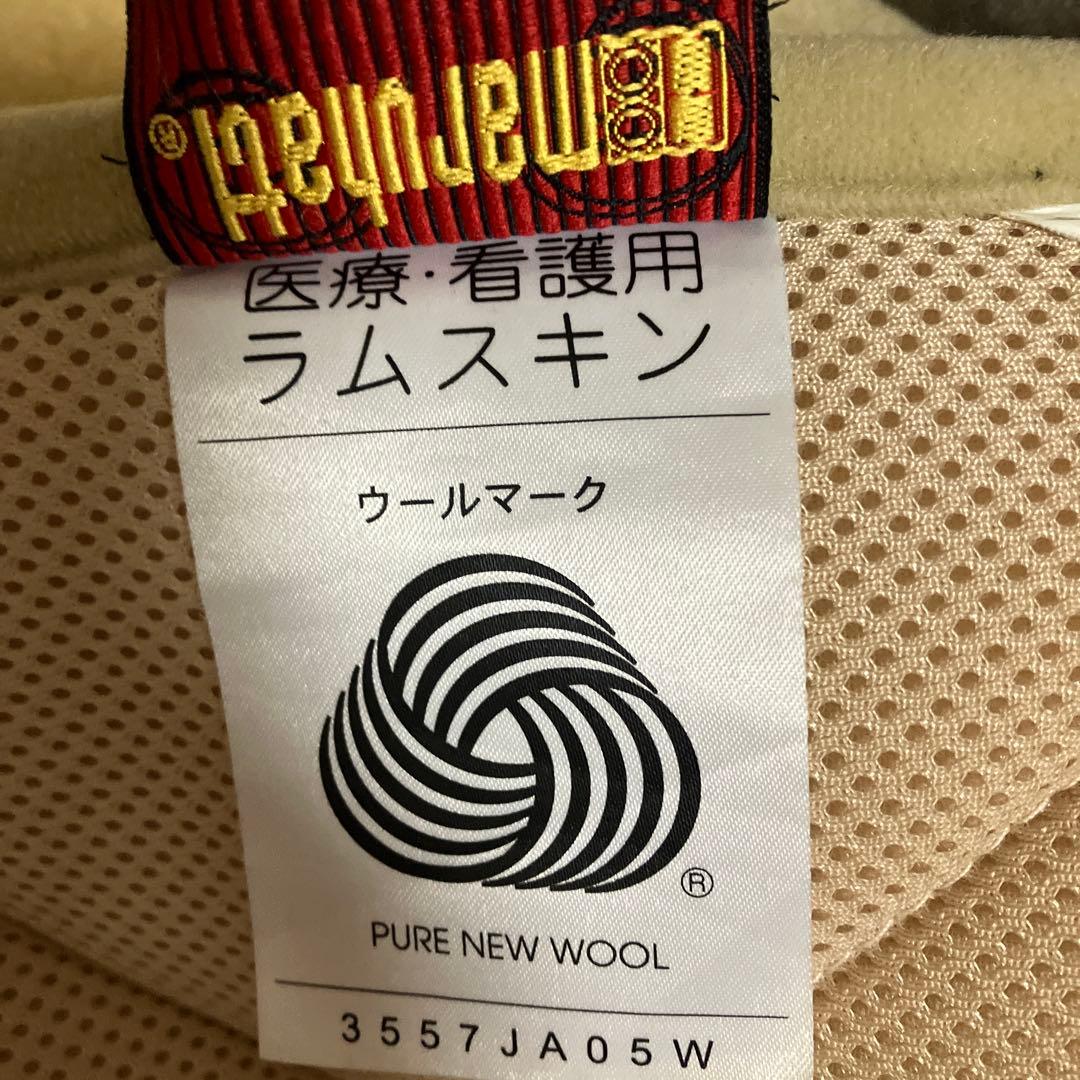 maruhachi®
医療・看護用
ラムスキン
ウールマーク
®
PURE NEW WOOL
3557JA05W